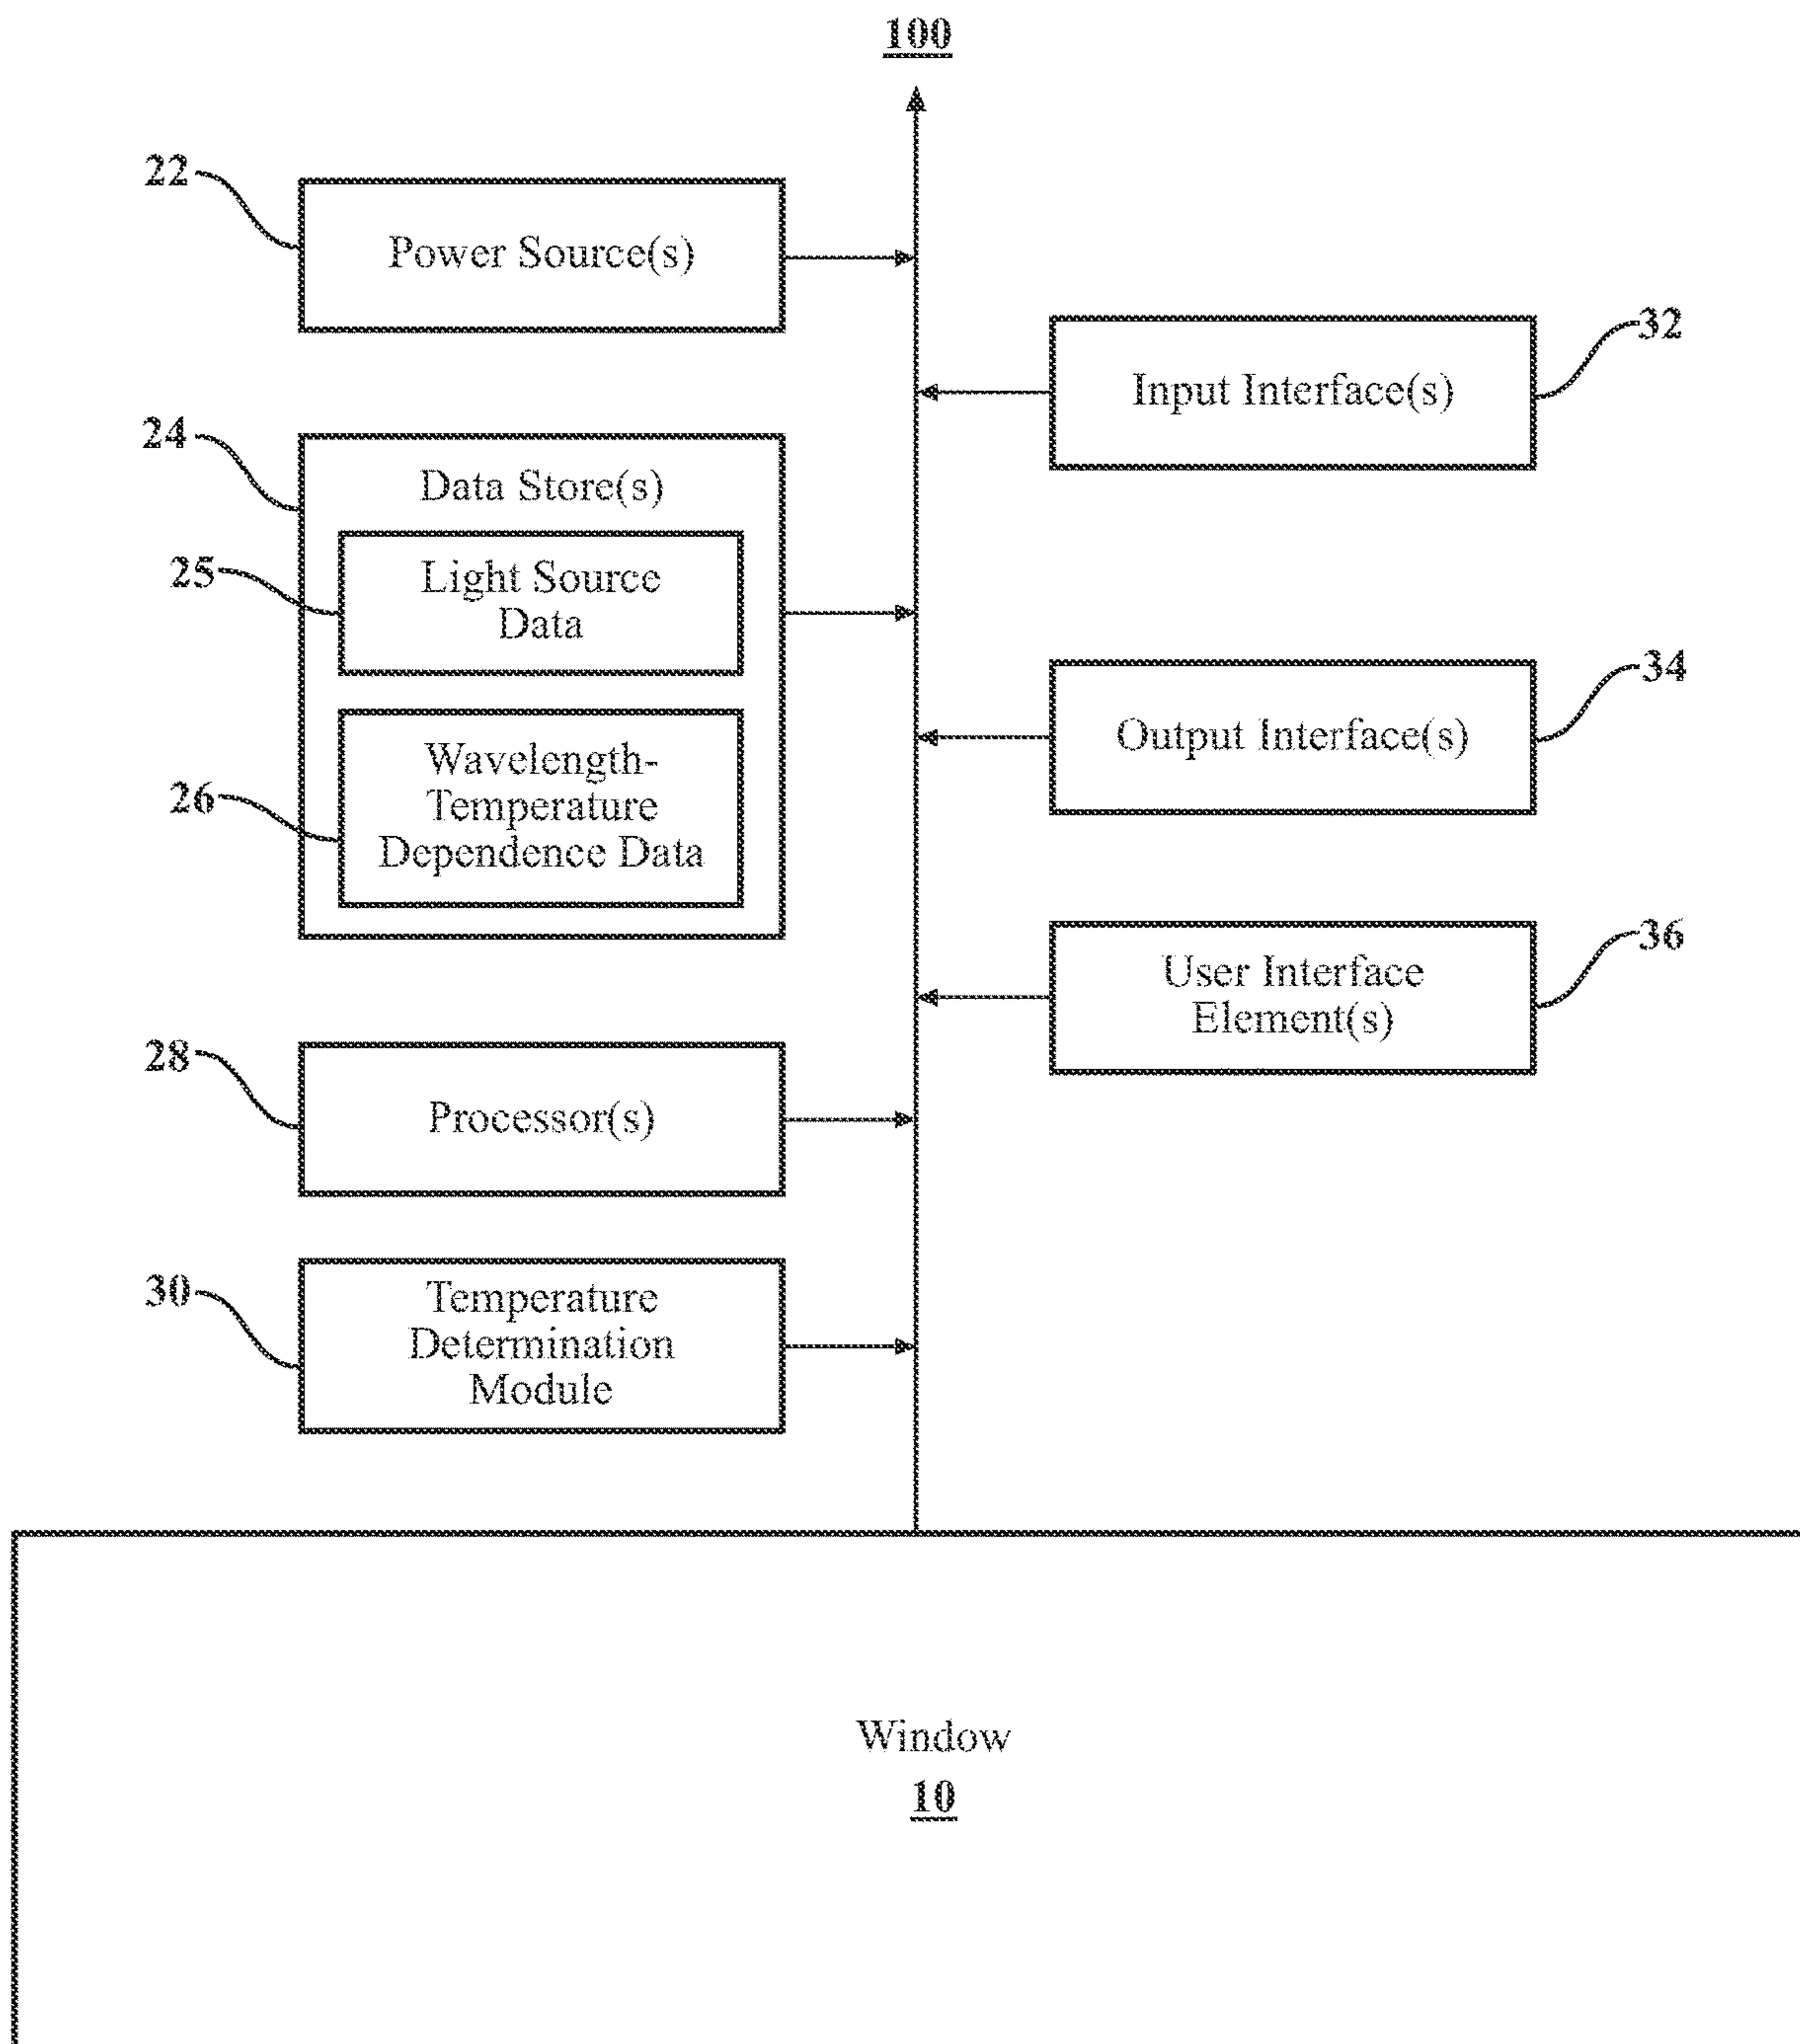 100
22
Power Source(s)
32
Input Interface(s)
24
Data Store(s)
25
Light Source
Data
34
Output Interface(s)
26
Wavelength-
Temperature
Dependence Data
36
User Interface
Element(s)
28
Processor(s)
30
Temperature
Determination
Module
Window
10